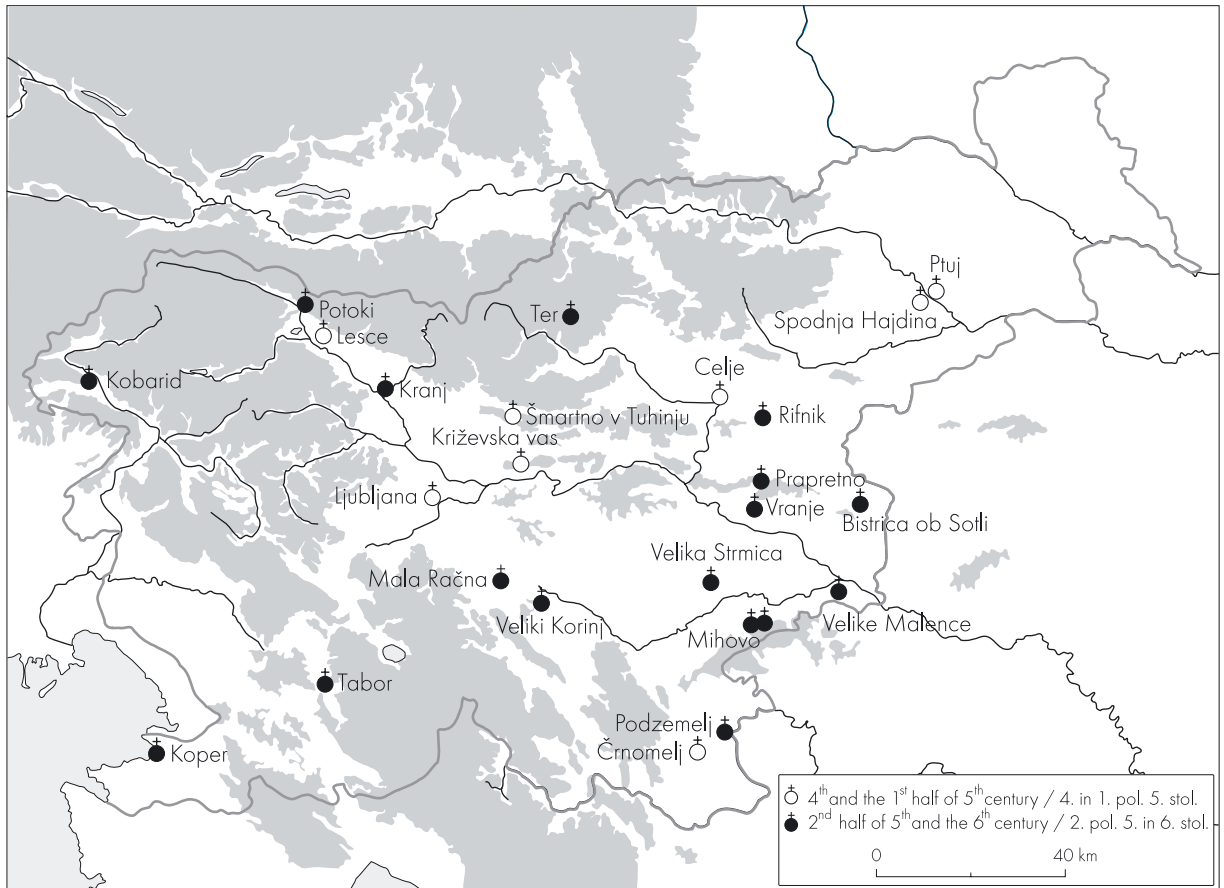 Ptuj
Potoki
Ter
Spodnja Hajdina
Lesce
Celje
Kobarid
Kranj
Šmartno v Tuhinju
Rifnik
Križevska vas
Prapretno
Ljubljana
Vranje
Bistrica ob Sotli
Velika Strmica
Mala Račna
Veliki Korinj
Mihovo
Velike Malence
Tabor
Podzemelj
Črnomelj
Koper
4th and the 1st half of 5th century / 4. in 1. pol. 5. stol.
2nd half of 5th and the 6th century / 2. pol. 5. in 6. stol.
0 40 km